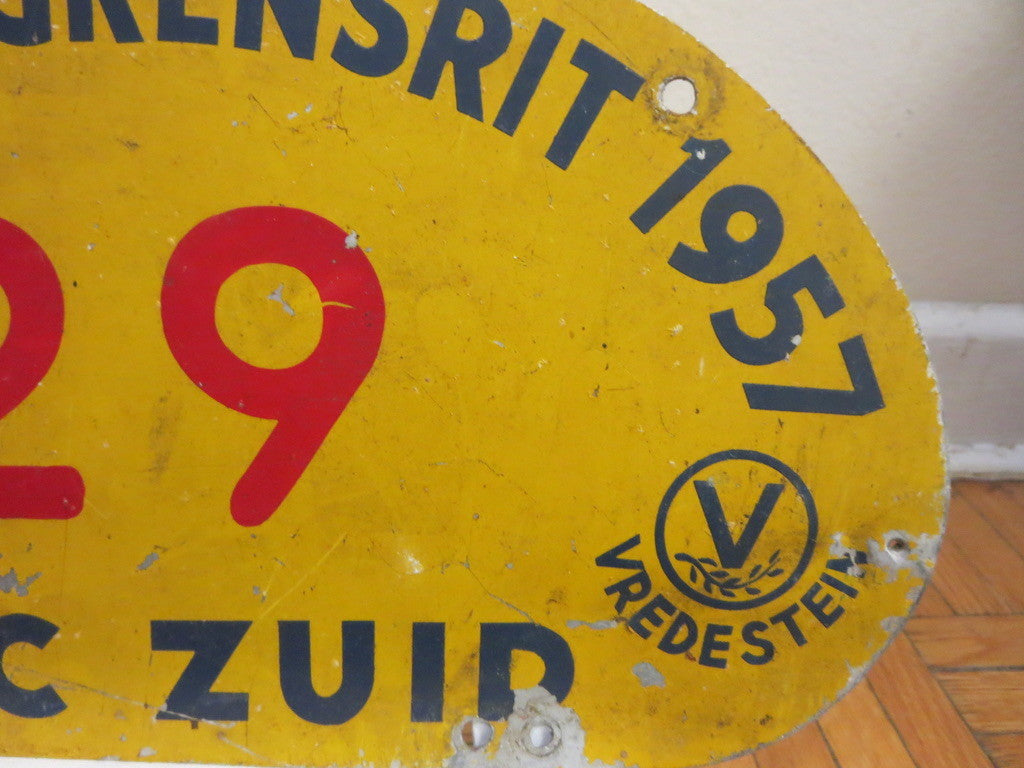 GRENSRIT 1957
29
V
VREDESTEIN
C ZUID